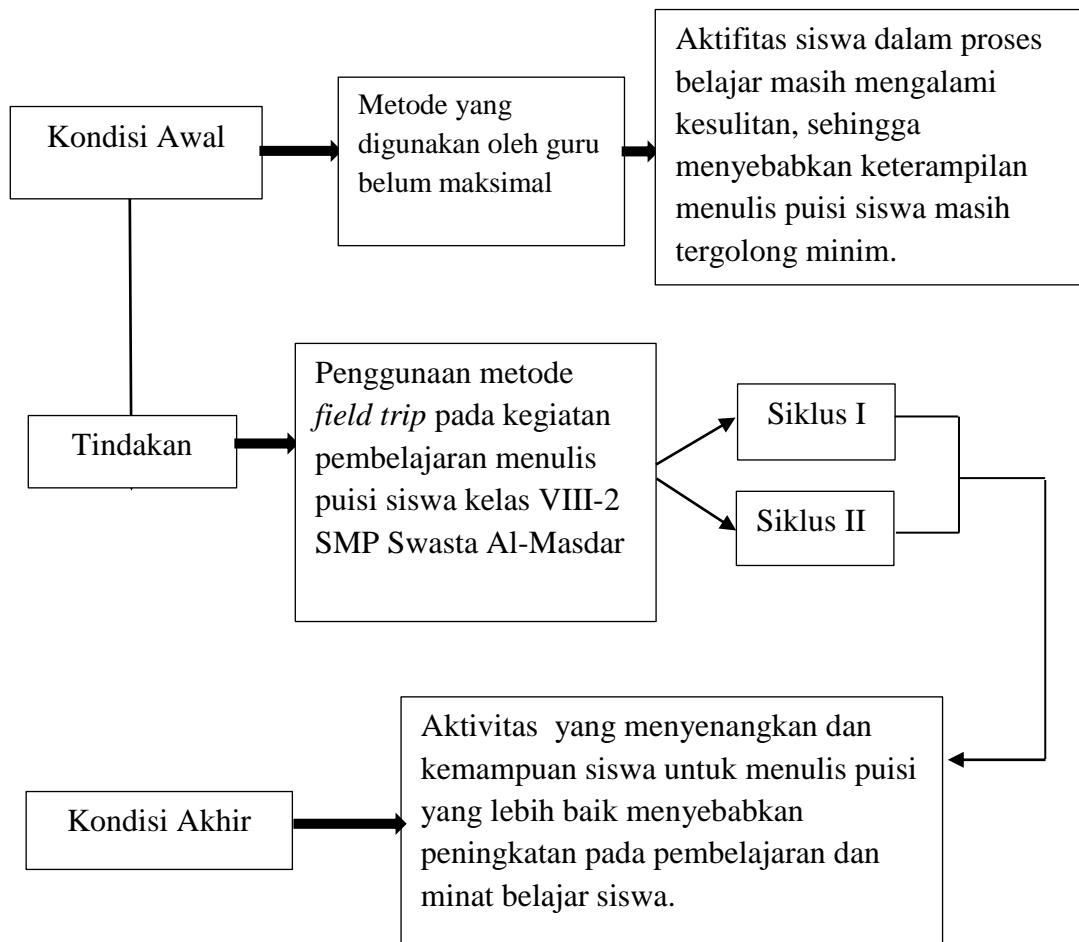 Kondisi Awal
Metode yang
digunakan oleh guru
belum maksimal
Aktifitas siswa dalam proses
belajar masih mengalami
kesulitan, sehingga
menyebabkan keterampilan
menulis puisi siswa masih
tergolong minim.
Tindakan
Penggunaan metode
field trip pada kegiatan
pembelajaran menulis
puisi siswa kelas VIII-2
SMP Swasta Al-Masdar
Siklus I
Siklus II
Kondisi Akhir
Aktivitas yang menyenangkan dan
kemampuan siswa untuk menulis puisi
yang lebih baik menyebabkan
peningkatan pada pembelajaran dan
minat belajar siswa.